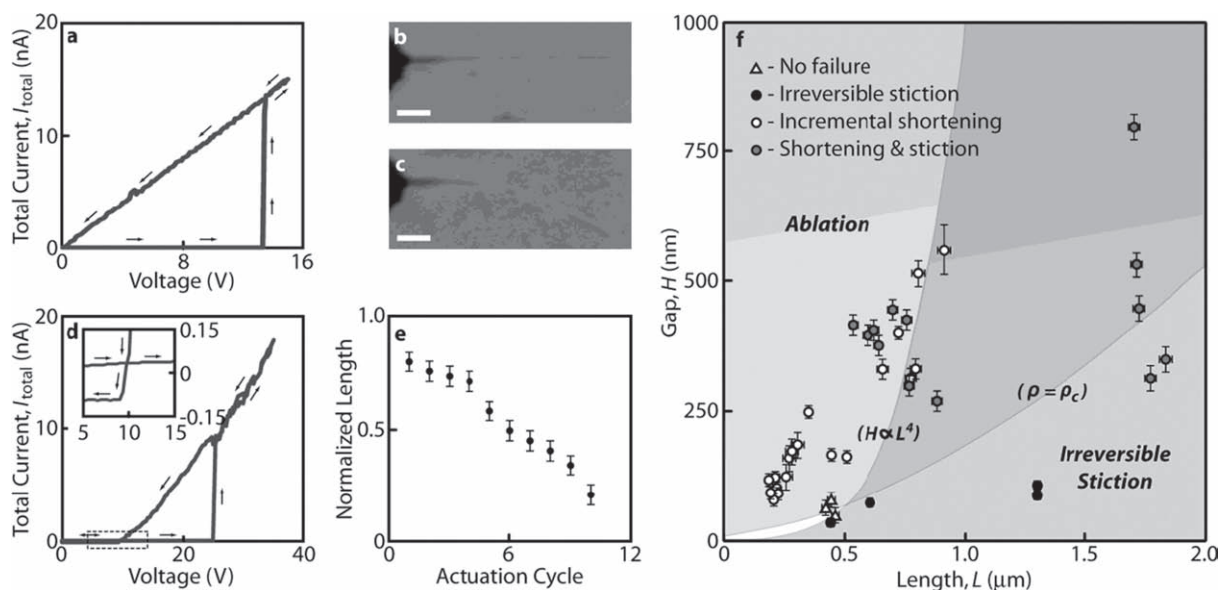 a
Total Current, I_total (nA)
20
10
0
0 8 16
Voltage (V)
b
c
d
Total Current, I_total (nA)
20
10
0
0.15
0
-0.15
5 10 15
0 20 40
Voltage (V)
e
Normalized Length
1.0
0.5
0
0 6 12
Actuation Cycle
f
Gap, H (nm)
1000
750
500
250
0
- No failure
- Irreversible stiction
- Incremental shortening
- Shortening & stiction
Ablation
(ρ = ρc)
(H∝L⁴)
Irreversible
Stiction
0 0.5 1.0 1.5 2.0
Length, L (μm)